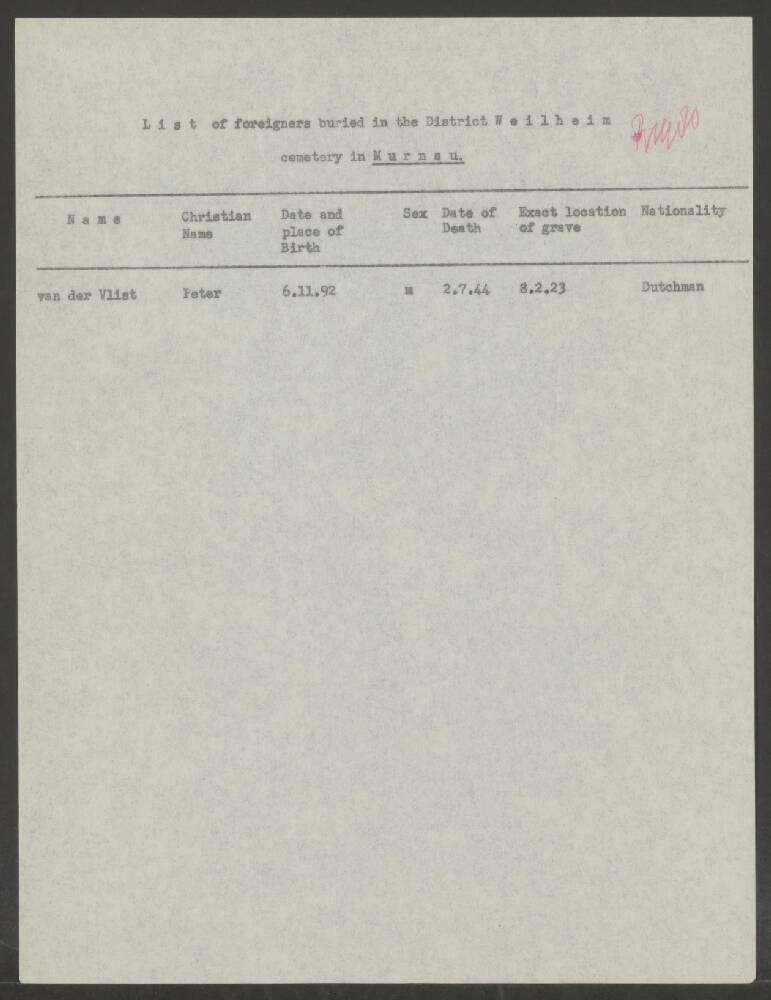 L i s t of foreigners buried in the District W e i l h e i m
cemetery in M u r n a u.
N a m e Christian Name Date and place of Birth Sex Date of Death Exact location of grave Nationality
van der Vlist Peter 6.11.92 m 2.7.44 8.2.23 Dutchman